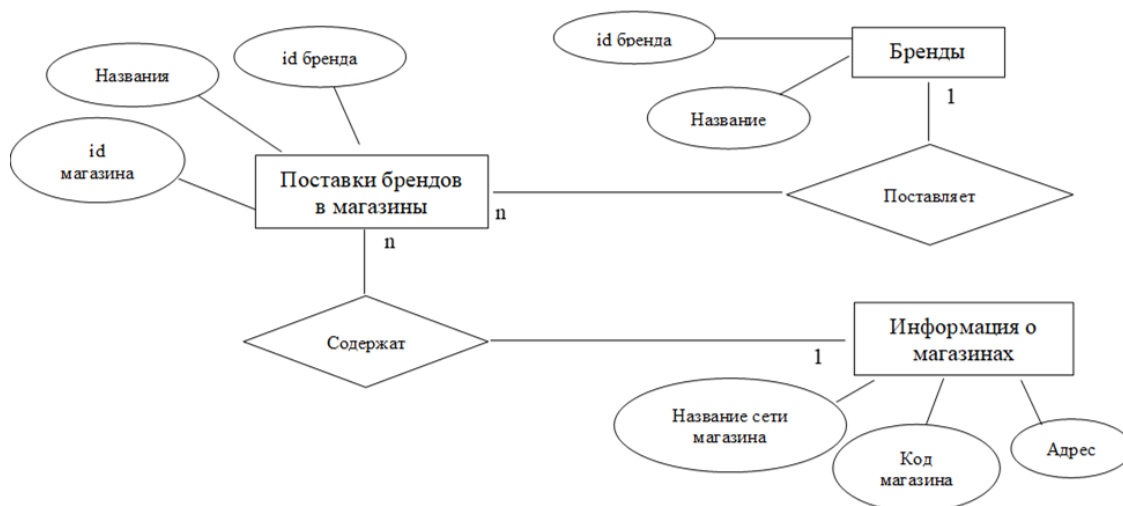 id бренда
Бренды
id бренда
Названия
1
Название
id
магазина
Поставки брендов
в магазины
Поставляет
n
n
Содержат
Информация о
магазинах
1
Название сети
магазина
Адрес
Код
магазина